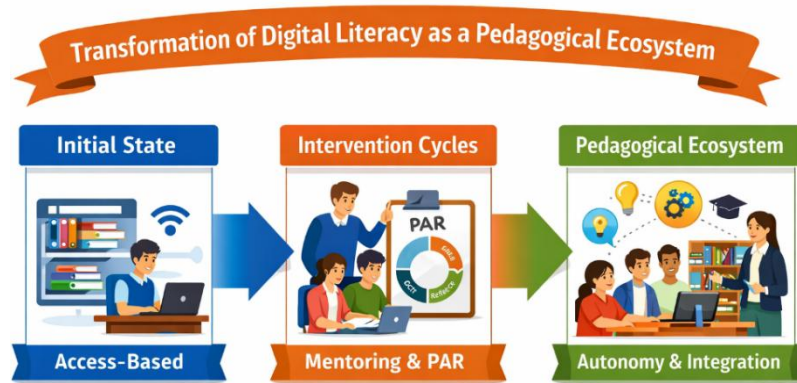 Transformation of Digital Literacy as a Pedagogical Ecosystem
Initial State
Intervention Cycles
Pedagogical Ecosystem
PAR
Access-Based
Mentoring & PAR
Autonomy & Integration